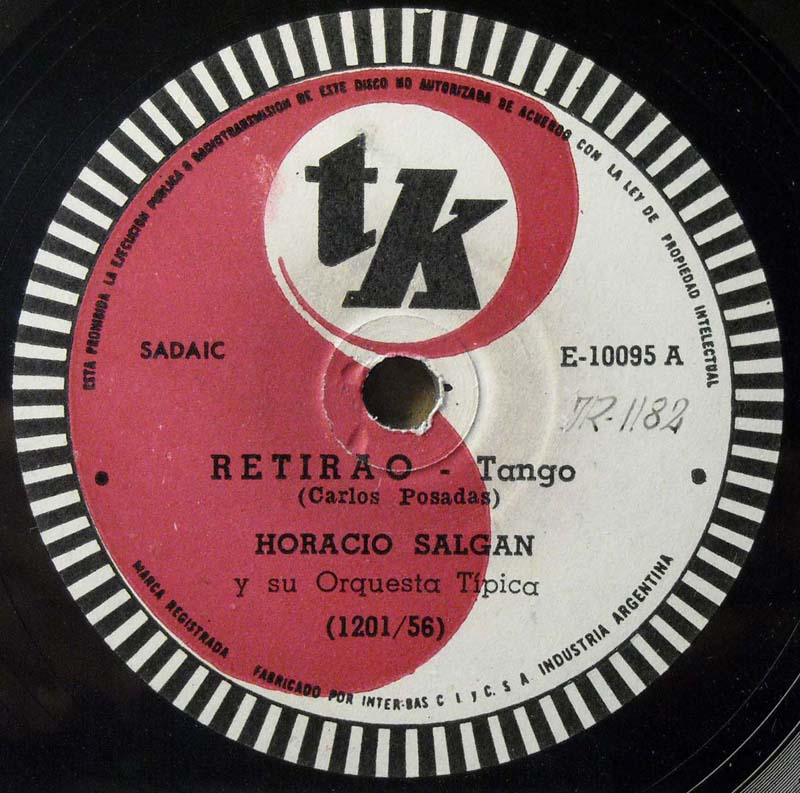 ESTA PROHIBIDA LA EJECUCION PUBLICA O RADIOTRANSMISION DE ESTE DISCO NO AUTORIZADA DE ACUERDO CON LA LEY DE PROPIEDAD INTELECTUAL
tk
SADAIC
E-10095 A
7R-1182
RETIRAO - Tango
(Carlos Posadas)
HORACIO SALGAN
y su Orquesta Típica
(1201/56)
MARCA REGISTRADA
FABRICADO POR INTER-BAS C I y C. S A. INDUSTRIA ARGENTINA